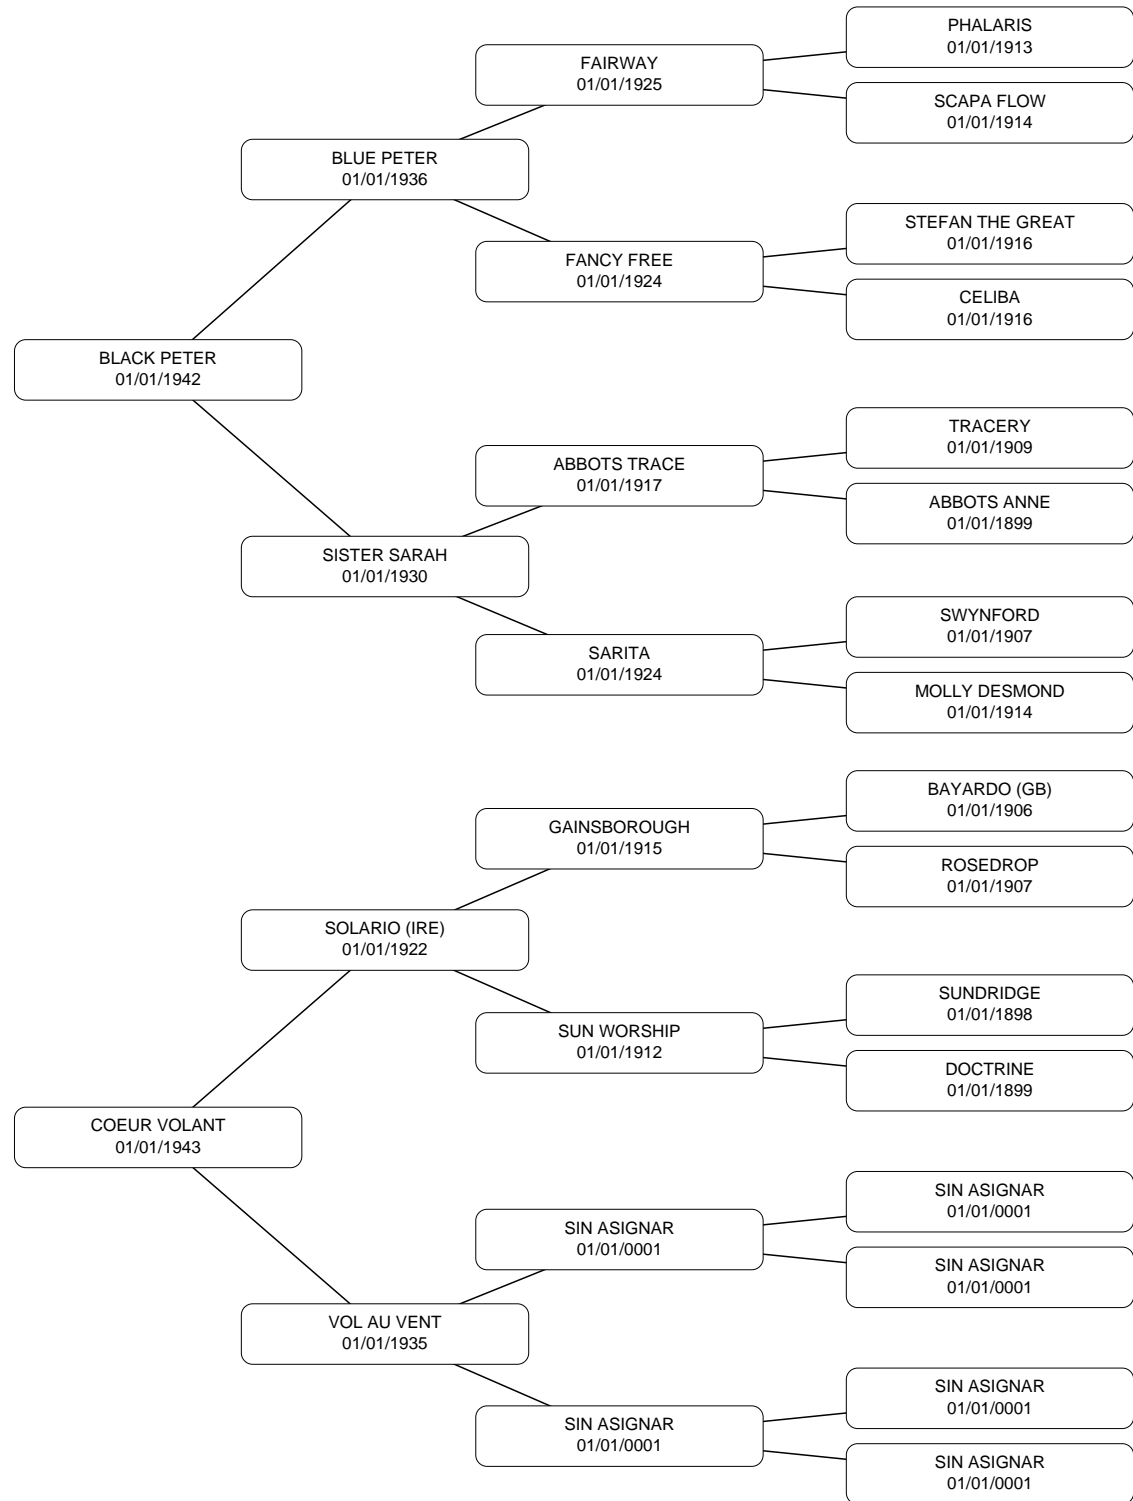 PHALARIS
01/01/1913
FAIRWAY
01/01/1925
SCAPA FLOW
01/01/1914
BLUE PETER
01/01/1936
STEFAN THE GREAT
01/01/1916
FANCY FREE
01/01/1924
CELIBA
01/01/1916
BLACK PETER
01/01/1942
TRACERY
01/01/1909
ABBOTS TRACE
01/01/1917
ABBOTS ANNE
01/01/1899
SISTER SARAH
01/01/1930
SWYNFORD
01/01/1907
SARITA
01/01/1924
MOLLY DESMOND
01/01/1914
BAYARDO (GB)
01/01/1906
GAINSBOROUGH
01/01/1915
ROSEDROP
01/01/1907
SOLARIO (IRE)
01/01/1922
SUNDRIDGE
01/01/1898
SUN WORSHIP
01/01/1912
DOCTRINE
01/01/1899
COEUR VOLANT
01/01/1943
SIN ASIGNAR
01/01/0001
SIN ASIGNAR
01/01/0001
SIN ASIGNAR
01/01/0001
VOL AU VENT
01/01/1935
SIN ASIGNAR
01/01/0001
SIN ASIGNAR
01/01/0001
SIN ASIGNAR
01/01/0001